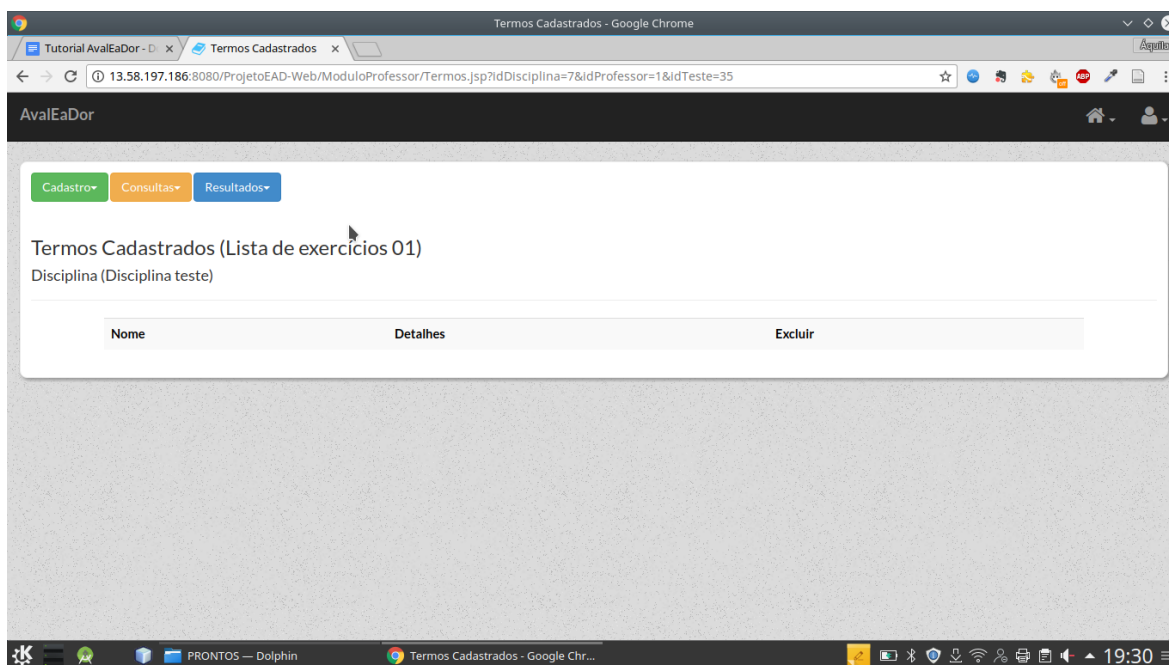 Termos Cadastrados - Google Chrome
Tutorial AvalEaDor - D
Termos Cadastrados
13.58.197.186:8080/ProjetoEAD-Web/ModuloProfessor/Termos.jsp?idDisciplina=7&idProfessor=1&idTeste=35
ABP
AvalEaDor
Cadastro Consultas Resultados
Termos Cadastrados (Lista de exercícios 01)
Disciplina (Disciplina teste)
Nome Detalhes Excluir
PRONTOS — Dolphin Termos Cadastrados - Google Chr... 19:30